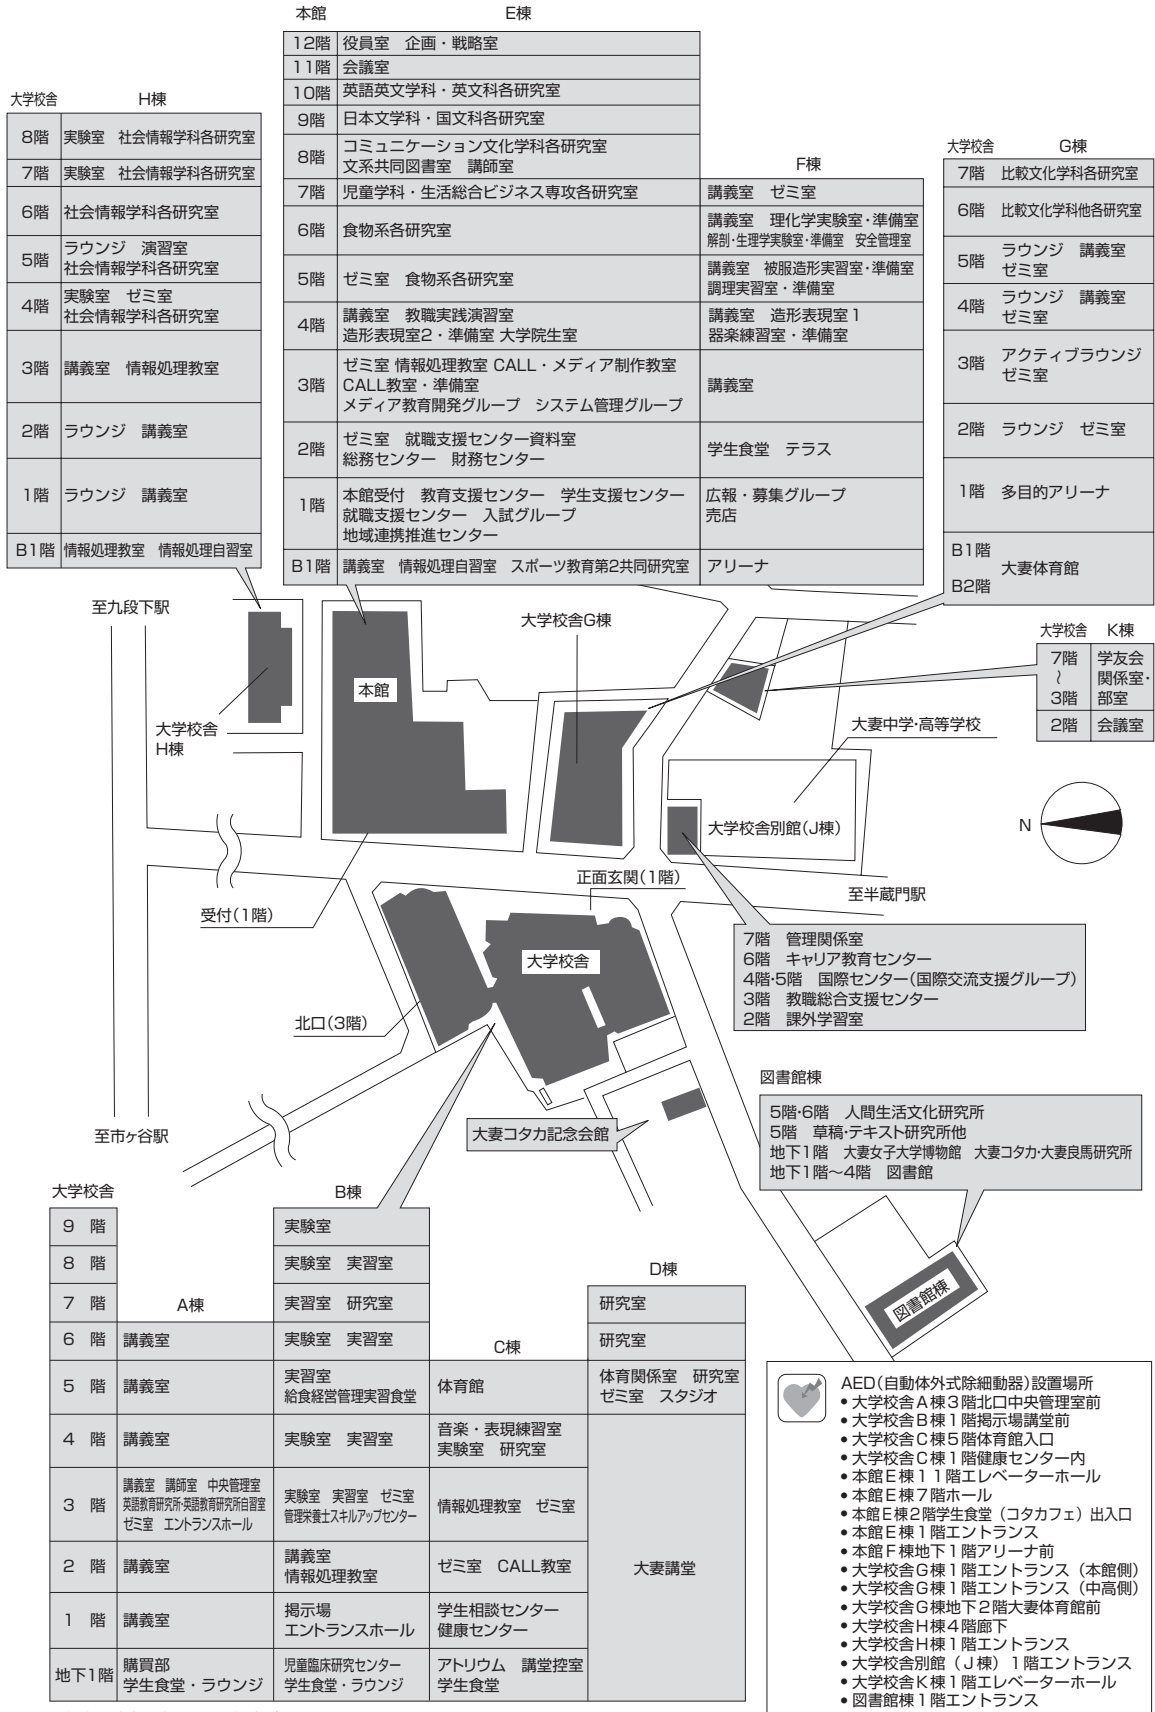 本館 E棟
12階 役員室 企画・戦略室
11階 会議室
10階 英語英文学科・英文科各研究室
9階 日本文学科・国文科各研究室
8階 コミュニケーション文化学科各研究室
文系共同図書室 講師室
7階 児童学科・生活総合ビジネス専攻各研究室
6階 食物系各研究室
5階 ゼミ室 食物系各研究室
4階 講義室 教職実践演習室
造形表現室2・準備室 大学院生室
3階 ゼミ室 情報処理教室 CALL・メディア制作教室
CALL教室・準備室
メディア教育開発グループ システム管理グループ
2階 ゼミ室 就職支援センター資料室
総務センター 財務センター
1階 本館受付 教育支援センター 学生支援センター
就職支援センター 入試グループ
地域連携推進センター
B1階 講義室 情報処理自習室 スポーツ教育第2共同研究室
F棟
講義室 ゼミ室
講義室 理化学実験室・準備室
解剖・生理学実験室・準備室 安全管理室
講義室 被服造形実習室・準備室
調理実習室・準備室
講義室 造形表現室1
器楽練習室・準備室
講義室
学生食堂 テラス
広報・募集グループ
売店
アリーナ
大学校舎 H棟
8階 実験室 社会情報学科各研究室
7階 実験室 社会情報学科各研究室
6階 社会情報学科各研究室
5階 ラウンジ 演習室
社会情報学科各研究室
4階 実験室 ゼミ室
社会情報学科各研究室
3階 講義室 情報処理教室
2階 ラウンジ 講義室
1階 ラウンジ 講義室
B1階 情報処理教室 情報処理自習室
大学校舎 G棟
7階 比較文化学科各研究室
6階 比較文化学科他各研究室
5階 ラウンジ 講義室
ゼミ室
4階 ラウンジ 講義室
ゼミ室
3階 アクティブラウンジ
ゼミ室
2階 ラウンジ ゼミ室
1階 多目的アリーナ
B1階
大妻体育館
B2階
大学校舎 K棟
7階 学友会
〜 関係室・
3階 部室
2階 会議室
至九段下駅
大学校舎G棟
本館
大学校舎
H棟
大妻中学・高等学校
大学校舎別館(J棟)
N
正面玄関(1階)
至半蔵門駅
受付(1階)
大学校舎
北口(3階)
7階 管理関係室
6階 キャリア教育センター
4階・5階 国際センター(国際交流支援グループ)
3階 教職総合支援センター
2階 課外学習室
至市ヶ谷駅
大妻コタカ記念会館
図書館棟
5階・6階 人間生活文化研究所
5階 草稿・テキスト研究所他
地下1階 大妻女子大学博物館 大妻コタカ・大妻良馬研究所
地下1階〜4階 図書館
図書館棟
大学校舎
9階
8階
7階
6階
5階
4階
3階
2階
1階
地下1階
A棟
講義室
講義室
講義室
講義室 講師室 中央管理室
英語教育研究所・英語教育研究所自習室
ゼミ室 エントランスホール
講義室
講義室
購買部
学生食堂・ラウンジ
B棟
実験室
実験室 実習室
実習室 研究室
実験室 実習室
実習室
給食経営管理実習食堂
実験室 実習室
実験室 実習室 ゼミ室
管理栄養士スキルアップセンター
講義室
情報処理教室
掲示場
エントランスホール
児童臨床研究センター
学生食堂・ラウンジ
C棟
体育館
音楽・表現練習室
実験室 研究室
情報処理教室 ゼミ室
ゼミ室 CALL教室
学生相談センター
健康センター
アトリウム 講堂控室
学生食堂
D棟
研究室
研究室
体育関係室 研究室
ゼミ室 スタジオ
大妻講堂
AED(自動体外式除細動器)設置場所
●大学校舎A棟3階北口中央管理室前
●大学校舎B棟1階掲示場講堂前
●大学校舎C棟5階体育館入口
●大学校舎C棟1階健康センター内
●本館E棟11階エレベーターホール
●本館E棟7階ホール
●本館E棟2階学生食堂(コタカフェ)出入口
●本館E棟1階エントランス
●本館F棟地下1階アリーナ前
●大学校舎G棟1階エントランス(本館側)
●大学校舎G棟1階エントランス(中高側)
●大学校舎G棟地下2階大妻体育館前
●大学校舎H棟4階廊下
●大学校舎H棟1階エントランス
●大学校舎別館(J棟)1階エントランス
●大学校舎K棟1階エレベーターホール
●図書館棟1階エントランス